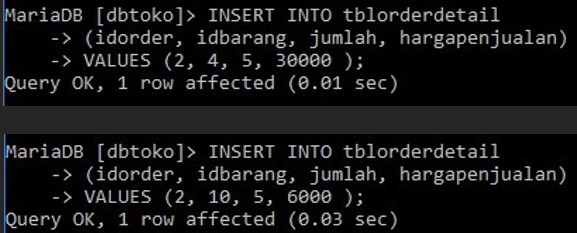 MariaDB [dbtoko]> INSERT INTO tblorderdetail
    -> (idorder, idbarang, jumlah, hargapenjualan)
    -> VALUES (2, 4, 5, 30000 );
Query OK, 1 row affected (0.01 sec)
MariaDB [dbtoko]> INSERT INTO tblorderdetail
    -> (idorder, idbarang, jumlah, hargapenjualan)
    -> VALUES (2, 10, 5, 6000 );
Query OK, 1 row affected (0.03 sec)